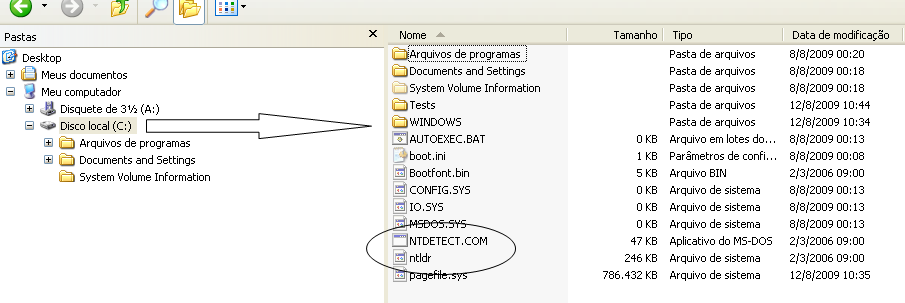 Pastas
Desktop
Meus documentos
Meu computador
Disquete de 3½ (A:)
Disco local (C:)
Arquivos de programas
Documents and Settings
System Volume Information
Nome Tamanho Tipo Data de modificação
Arquivos de programas Pasta de arquivos 8/8/2009 00:20
Documents and Settings Pasta de arquivos 8/8/2009 00:18
System Volume Information Pasta de arquivos 8/8/2009 00:18
Tests Pasta de arquivos 12/8/2009 10:44
WINDOWS Pasta de arquivos 12/8/2009 10:34
AUTOEXEC.BAT 0 KB Arquivo em lotes do... 8/8/2009 00:13
boot.ini 1 KB Parâmetros de confi... 8/8/2009 00:08
Bootfont.bin 5 KB Arquivo BIN 2/3/2006 09:00
CONFIG.SYS 0 KB Arquivo de sistema 8/8/2009 00:13
IO.SYS 0 KB Arquivo de sistema 8/8/2009 00:13
MSDOS.SYS 0 KB Arquivo de sistema 8/8/2009 00:13
NTDETECT.COM 47 KB Aplicativo do MS-DOS 2/3/2006 09:00
ntldr 246 KB Arquivo de sistema 2/3/2006 09:00
pagefile.sys 786.432 KB Arquivo de sistema 12/8/2009 10:35